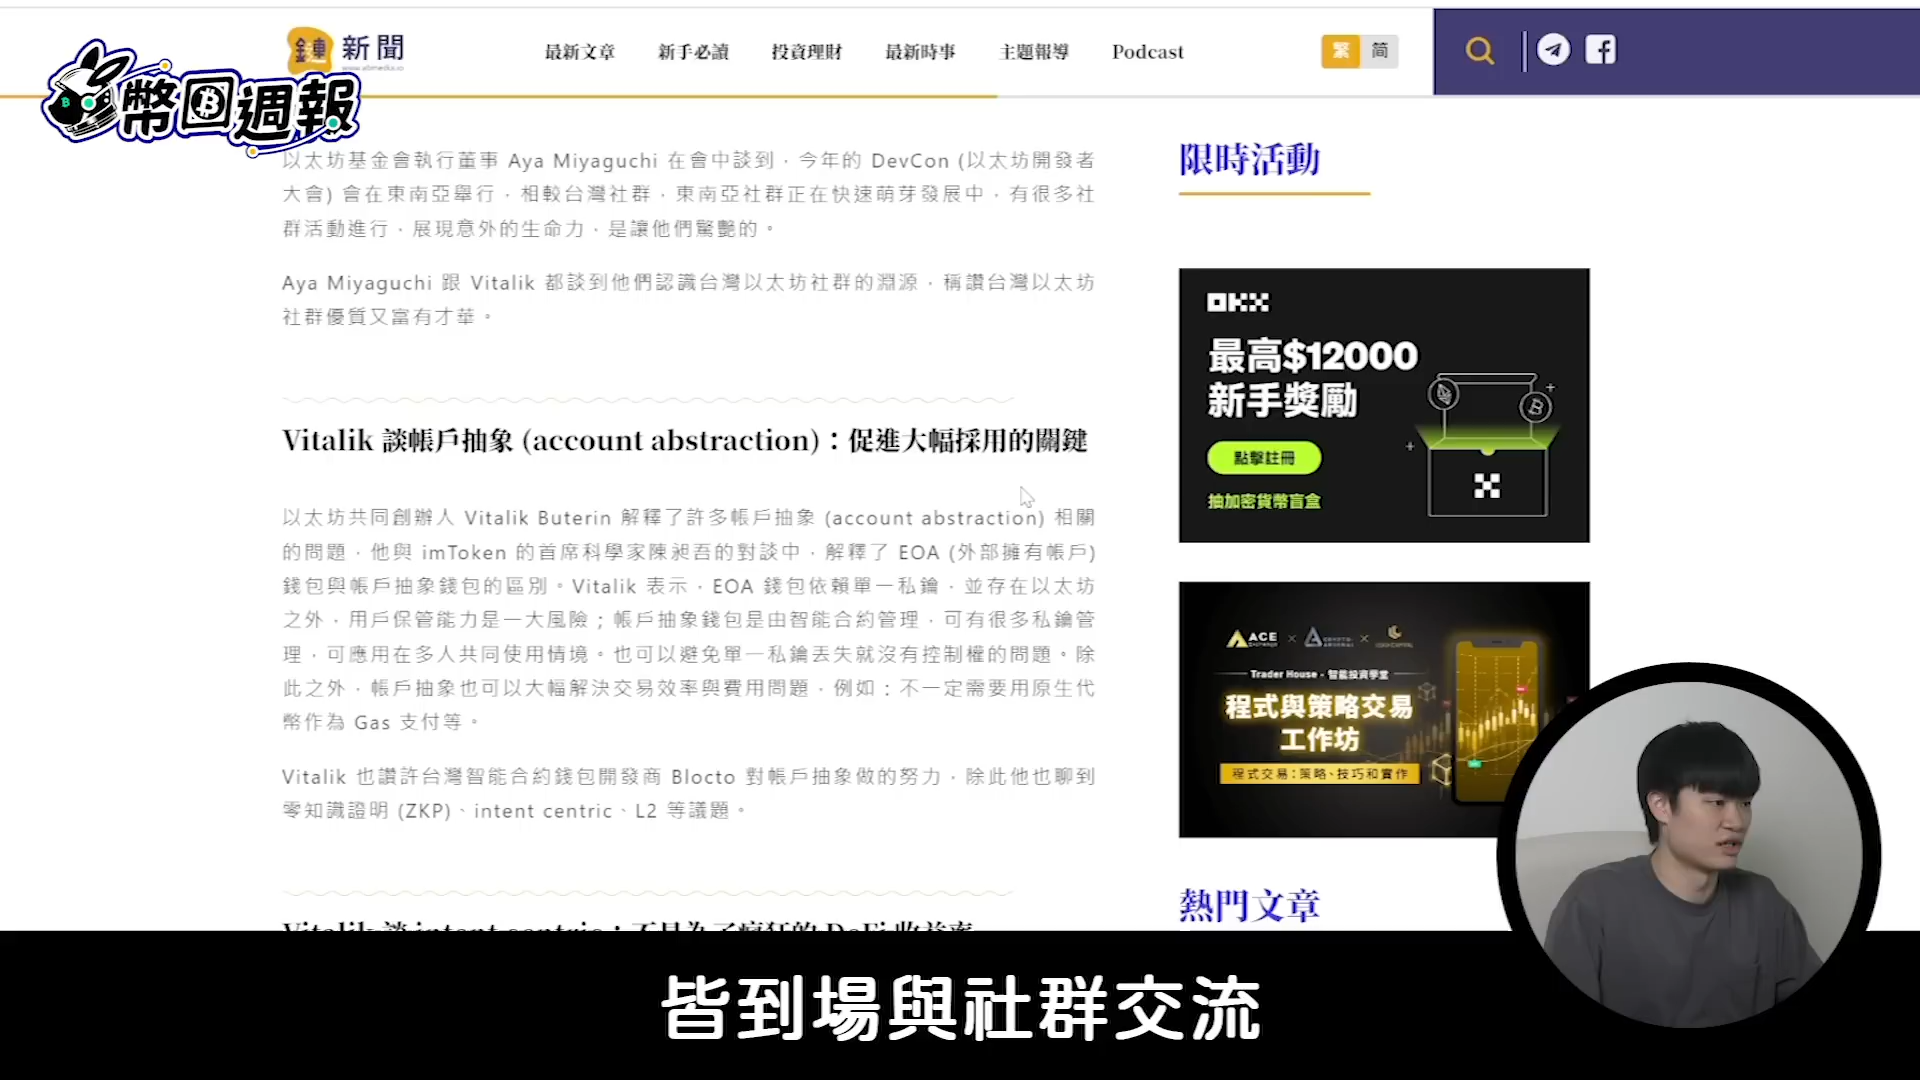 鏈新聞
www.abmedia.io
最新文章 新手必讀 投資理財 最新時事 主題報導 Podcast
繁 简
幣圈週報
以太坊基金會執行董事 Aya Miyaguchi 在會中談到，今年的 DevCon (以太坊開發者
大會) 會在東南亞舉行，相較台灣社群，東南亞社群正在快速萌芽發展中，有很多社
群活動進行，展現意外的生命力，是讓他們驚艷的。
Aya Miyaguchi 跟 Vitalik 都談到他們認識台灣以太坊社群的淵源，稱讚台灣以太坊
社群優質又富有才華。
Vitalik 談帳戶抽象 (account abstraction)：促進大幅採用的關鍵
以太坊共同創辦人 Vitalik Buterin 解釋了許多帳戶抽象 (account abstraction) 相關
的問題，他與 imToken 的首席科學家陳昶吾的對談中，解釋了 EOA (外部擁有帳戶)
錢包與帳戶抽象錢包的區別。Vitalik 表示，EOA 錢包依賴單一私鑰，並存在以太坊
之外，用戶保管能力是一大風險；帳戶抽象錢包是由智能合約管理，可有很多私鑰管
理，可應用在多人共同使用情境。也可以避免單一私鑰丟失就沒有控制權的問題。除
此之外，帳戶抽象也可以大幅解決交易效率與費用問題，例如：不一定需要用原生代
幣作為 Gas 支付等。
Vitalik 也讚許台灣智能合約錢包開發商 Blocto 對帳戶抽象做的努力，除此他也聊到
零知識證明 (ZKP)、intent centric、L2 等議題。
Vitalik 談 intent centric：不是為了瘋狂的 DeFi 收益率
限時活動
OKX
最高$12000
新手獎勵
點擊註冊
抽加密貨幣盲盒
ACE
Trader House - 智能投資學堂
程式與策略交易
工作坊
程式交易：策略、技巧和實作
熱門文章
皆到場與社群交流